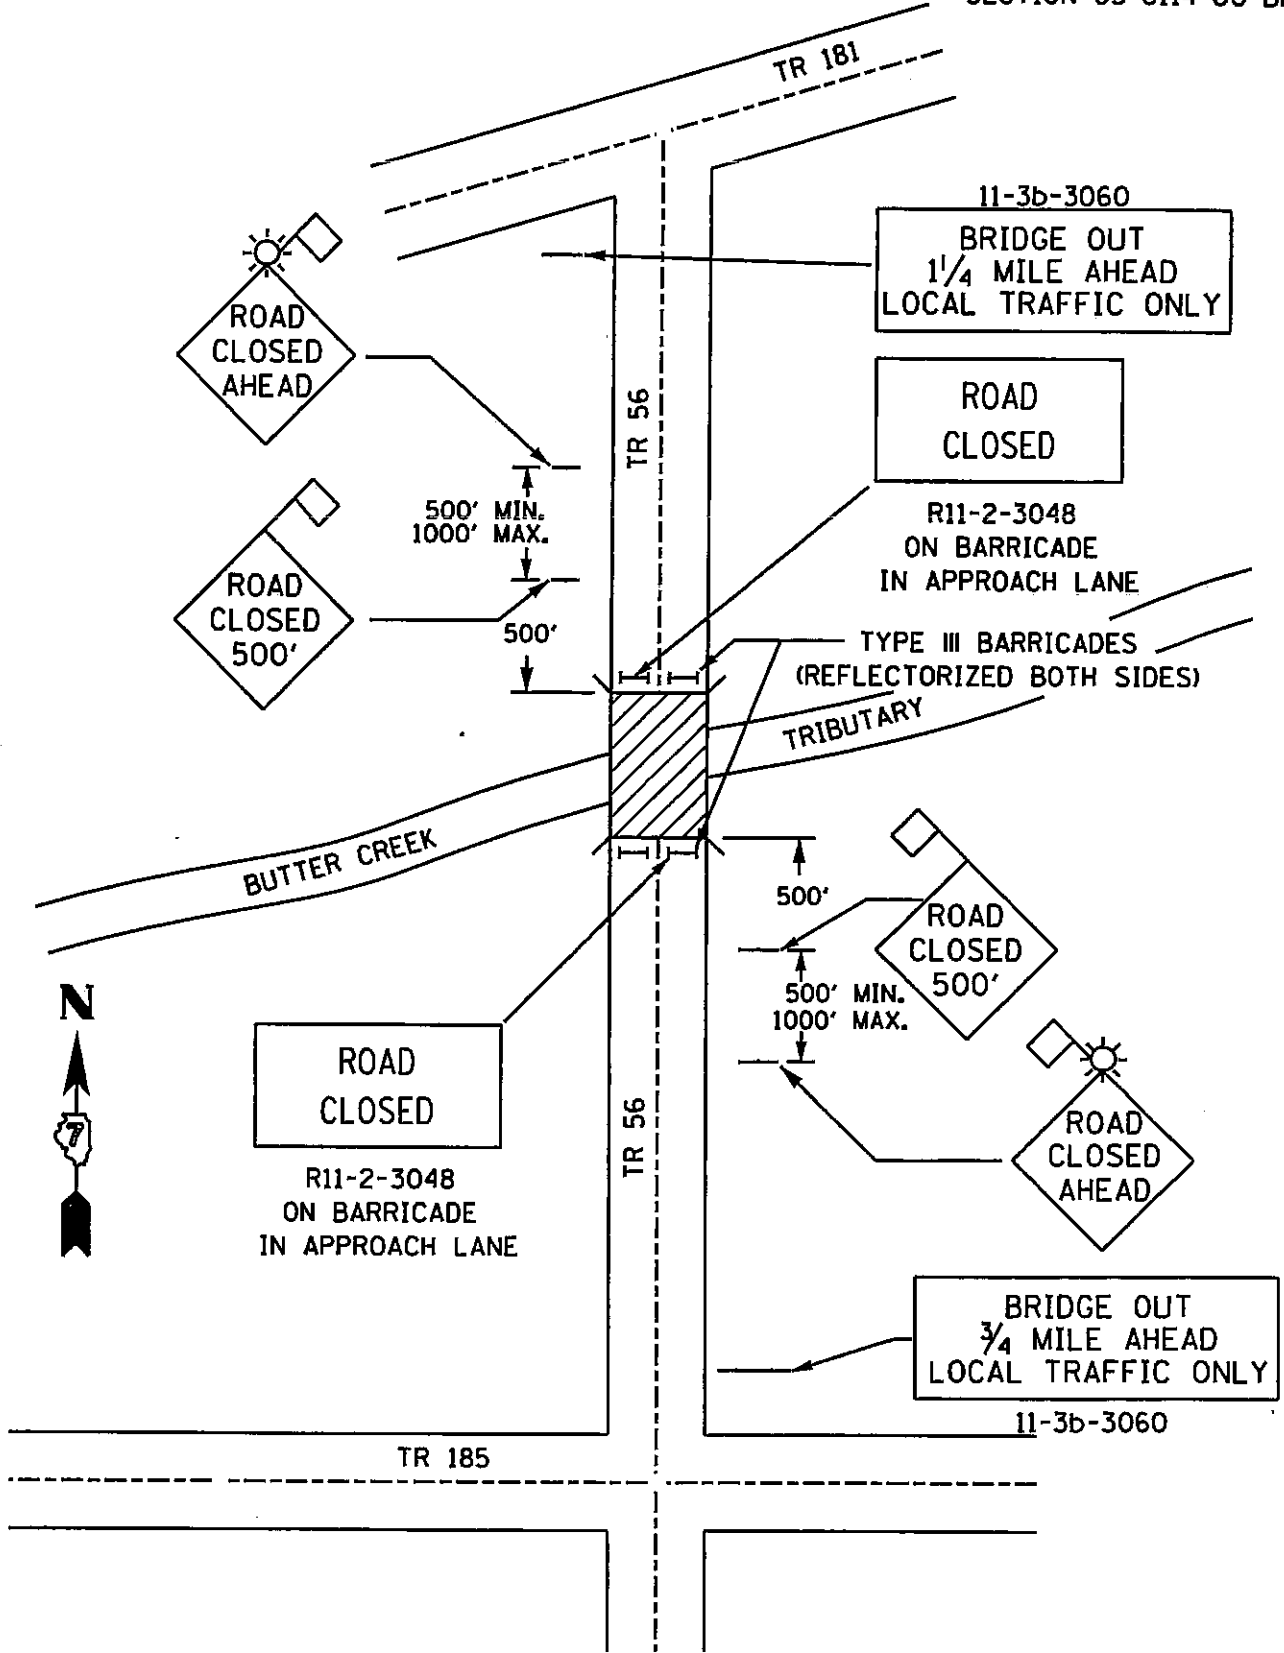 TR 181
11-3b-3060
BRIDGE OUT
1 1/4 MILE AHEAD
LOCAL TRAFFIC ONLY
ROAD
CLOSED
AHEAD
ROAD
CLOSED
R11-2-3048
ON BARRICADE
IN APPROACH LANE
TR 56
500' MIN.
1000' MAX.
ROAD
CLOSED
500'
500'
TYPE III BARRICADES
(REFLECTORIZED BOTH SIDES)
TRIBUTARY
BUTTER CREEK
500'
ROAD
CLOSED
500'
500' MIN.
1000' MAX.
N
7
ROAD
CLOSED
R11-2-3048
ON BARRICADE
IN APPROACH LANE
TR 56
ROAD
CLOSED
AHEAD
BRIDGE OUT
3/4 MILE AHEAD
LOCAL TRAFFIC ONLY
11-3b-3060
TR 185